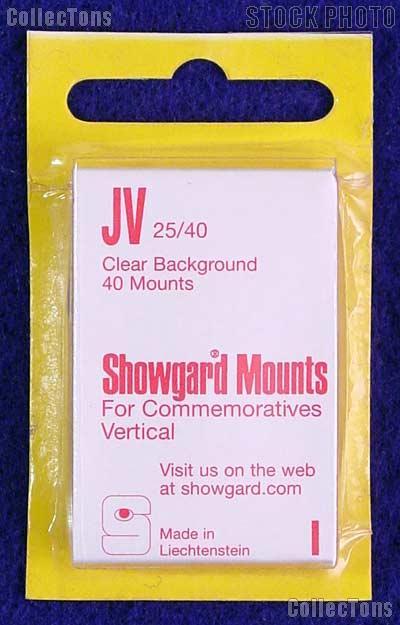 CollecTons
STOCK PHOTO
JV 25/40
Clear Background
40 Mounts
Showgard® Mounts
For Commemoratives
Vertical
Visit us on the web
at showgard.com
S
Made in
Liechtenstein
I
CollecTons